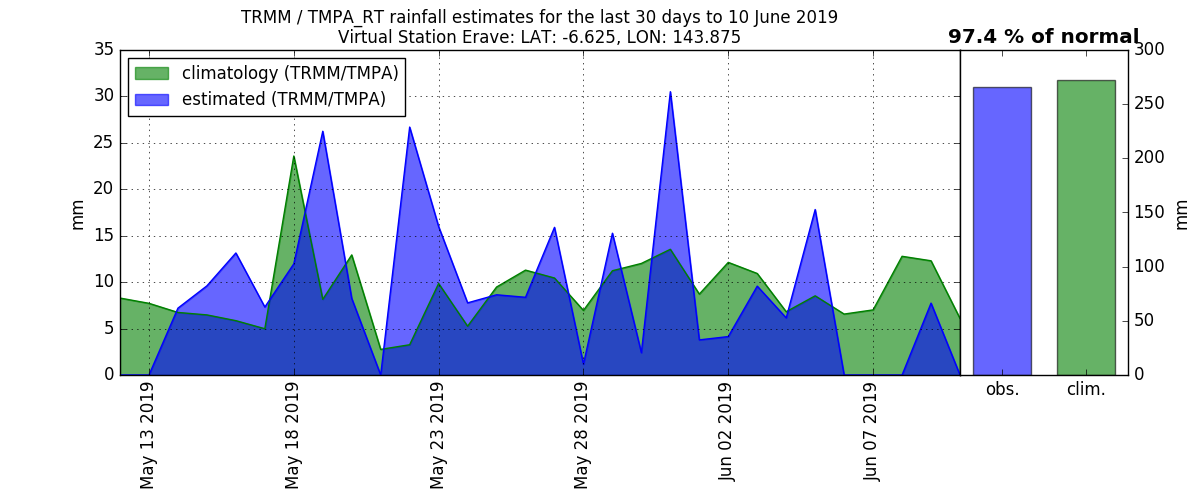 TRMM / TMPA_RT rainfall estimates for the last 30 days to 10 June 2019
Virtual Station Erave: LAT: -6.625, LON: 143.875
97.4 % of normal
climatology (TRMM/TMPA)
estimated (TRMM/TMPA)
35
30
25
20
15
10
5
0
mm
May 13 2019
May 18 2019
May 23 2019
May 28 2019
Jun 02 2019
Jun 07 2019
300
250
200
150
100
50
0
mm
obs.
clim.